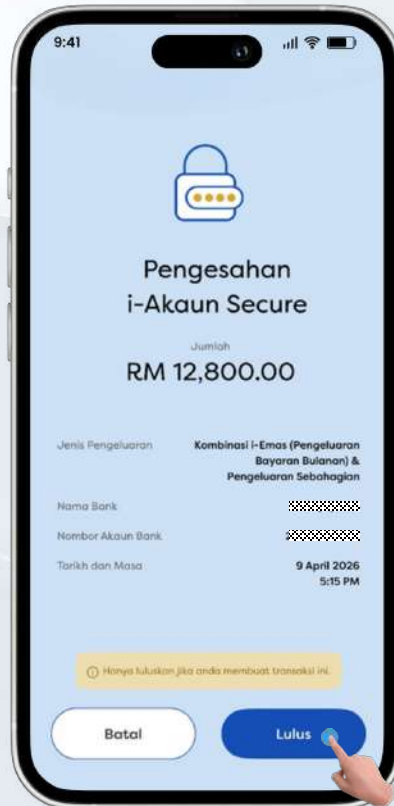 9:41
Pengesahan
i-Akaun Secure
Jumlah
RM 12,800.00
Jenis Pengeluaran Kombinasi i-Emas (Pengeluaran
Bayaran Bulanan) &
Pengeluaran Sebahagian
Nama Bank
Nombor Akaun Bank
Tarikh dan Masa 9 April 2026
5:15 PM
Hanya luluskan jika anda membuat transaksi ini.
Batal Lulus